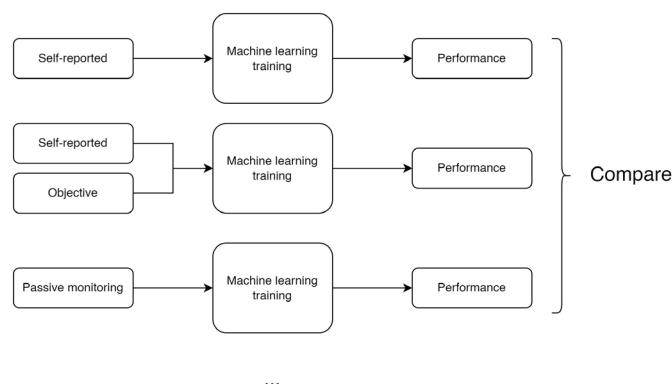 Self-reported
Machine learning
training
Performance
Self-reported
Objective
Machine learning
training
Performance
Compare
Passive monitoring
Machine learning
training
Performance
...